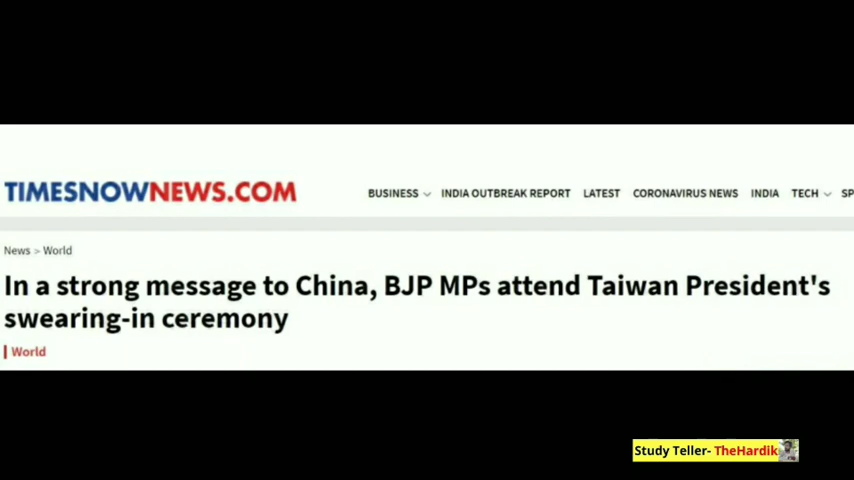 TIMESNOWNEWS.COM
BUSINESS INDIA OUTBREAK REPORT LATEST CORONAVIRUS NEWS INDIA TECH SP
News > World
In a strong message to China, BJP MPs attend Taiwan President's
swearing-in ceremony
World
Study Teller- TheHardik